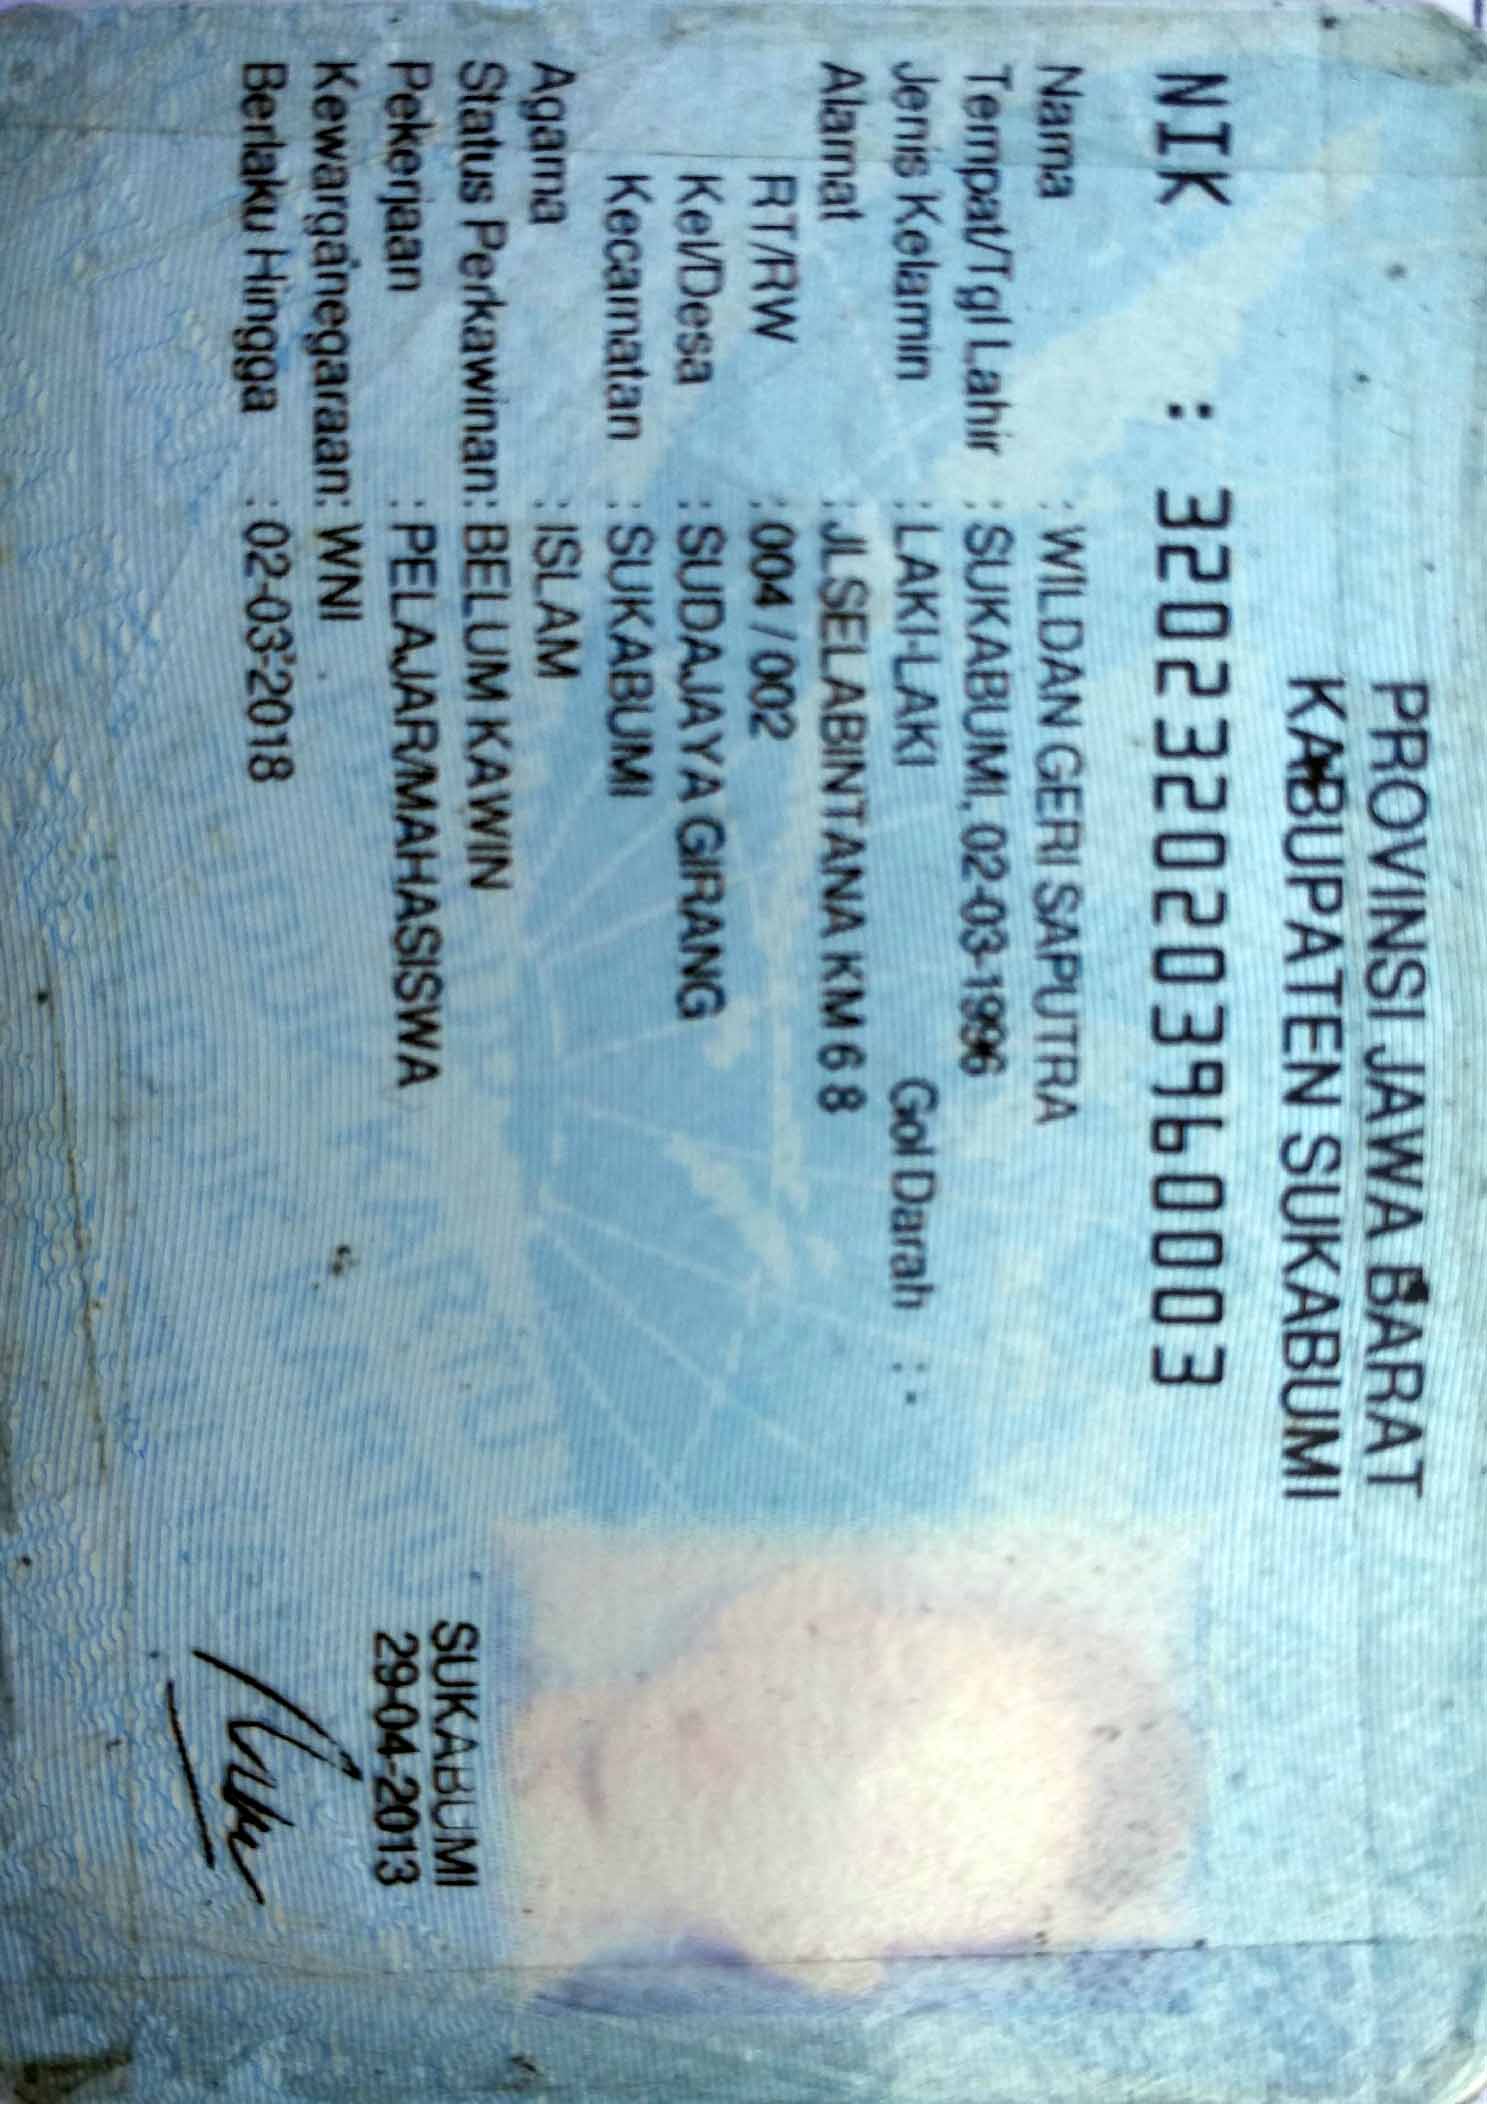 PROVINSI JAWA BARAT
KABUPATEN SUKABUMI
NIK : 3202320203960003
Nama : WILDAN GERI SAPUTRA
Tempat/Tgl Lahir : SUKABUMI, 02-03-1996
Jenis Kelamin : LAKI-LAKI Gol Darah : -
Alamat : JLSELABINTANA KM 6 8
RT/RW : 004 / 002
Kel/Desa : SUDAJAYA GIRANG
Kecamatan : SUKABUMI
Agama : ISLAM
Status Perkawinan: BELUM KAWIN
Pekerjaan : PELAJAR/MAHASISWA
Kewarganegaraan: WNI
Berlaku Hingga : 02-03-2018
SUKABUMI
29-04-2013